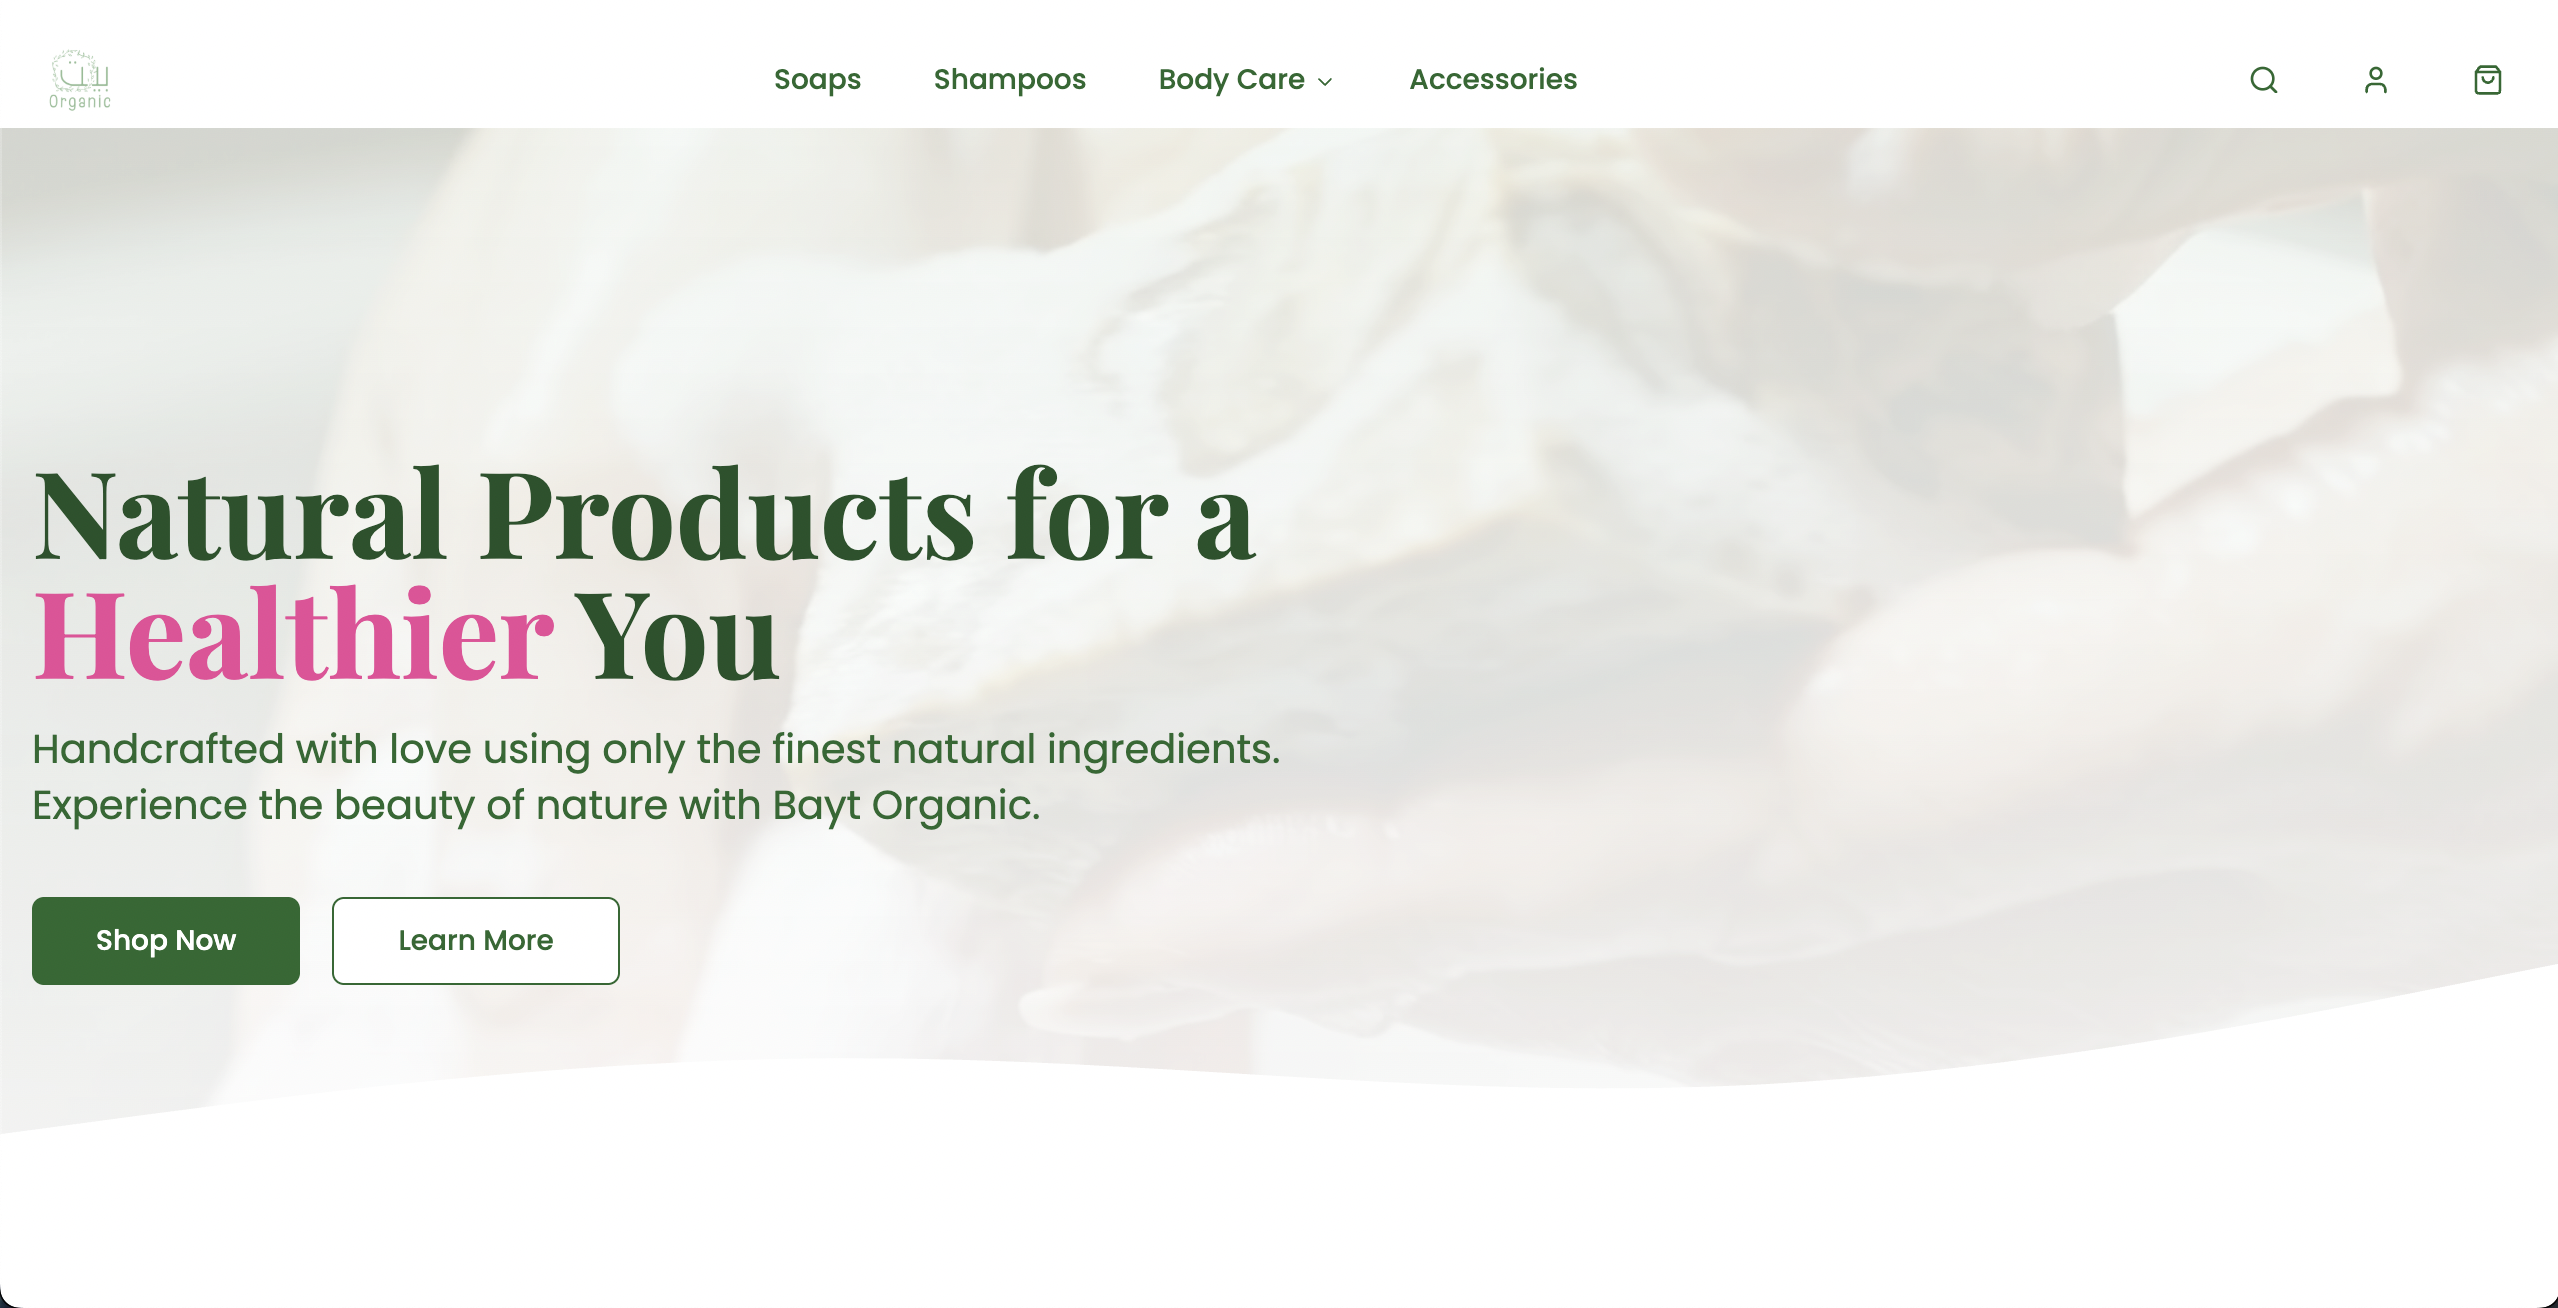 بيت
Organic
Soaps
Shampoos
Body Care
Accessories
Natural Products for a
Healthier You
Handcrafted with love using only the finest natural ingredients.
Experience the beauty of nature with Bayt Organic.
Shop Now
Learn More